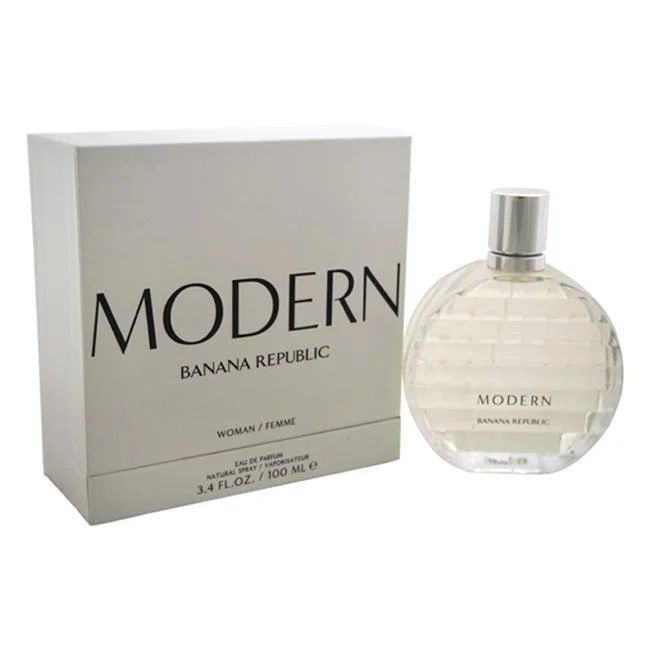 MODERN
BANANA REPUBLIC
WOMAN / FEMME
EAU DE PARFUM
NATURAL SPRAY / VAPORISATEUR
3.4 FL.OZ. / 100 ML ℮
MODERN
BANANA REPUBLIC